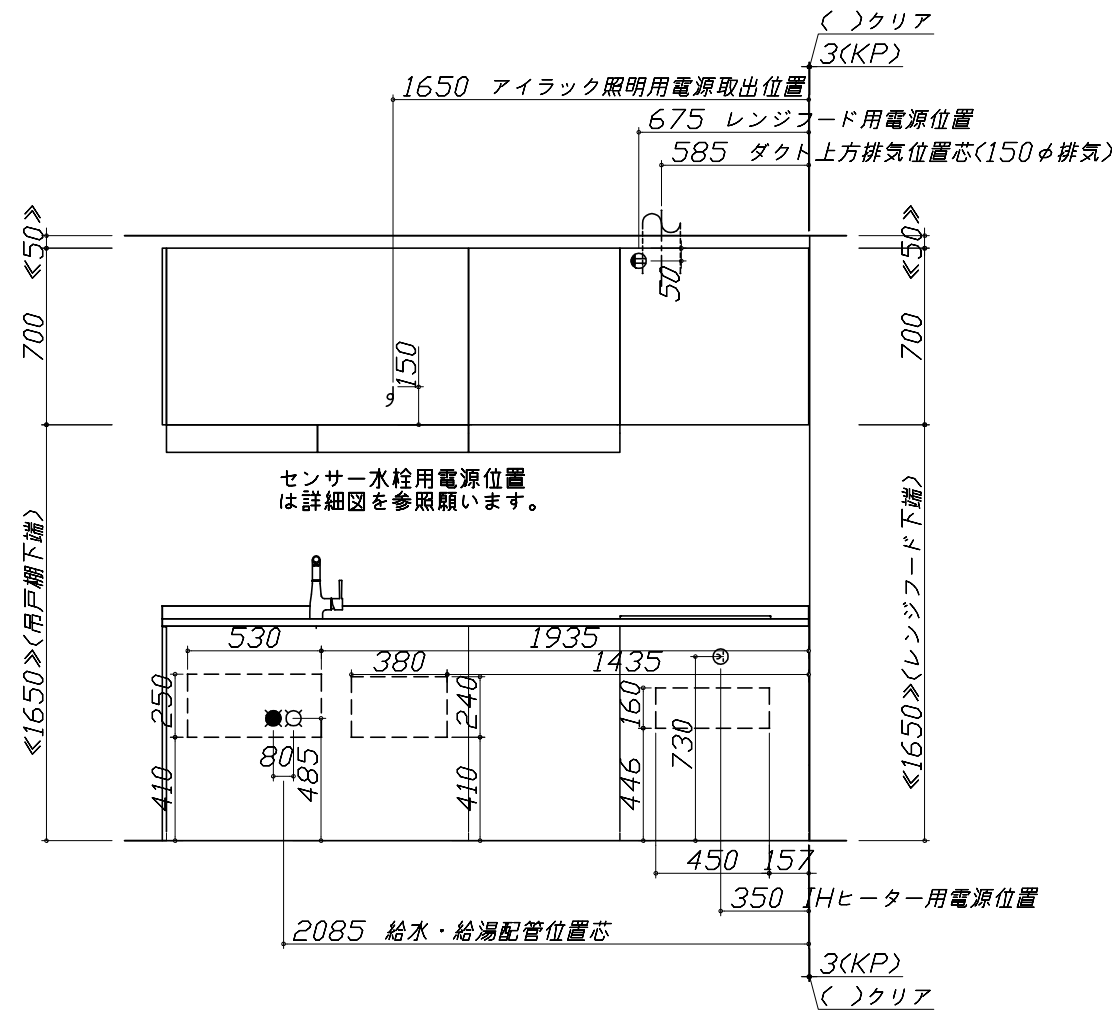 ( )クリア
3(KP)
1650 アイラック照明用電源取出位置
675 レンジフード用電源位置
585 ダクト上方排気位置芯(150φ排気)
≪50≫
≪50≫
50
700
700
150
センサー水栓用電源位置
は詳細図を参照願います。
≪1650≫(吊戸棚下端)
≪1650≫(レンジフード下端)
530
1935
380
1435
250
240
160
730
80
485
410
410
446
450
157
350 IHヒーター用電源位置
2085 給水・給湯配管位置芯
3(KP)
( )クリア